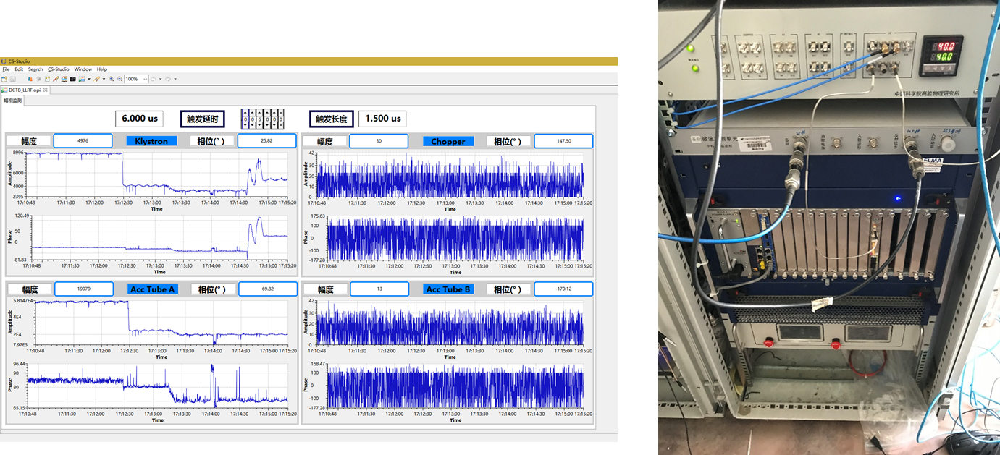 CS-Studio
File Edit Search CS-Studio Window Help
100%
DCTB_LLRF.opi
幅相监测
6.000 us 触发延时 0 0 6 0 0 0 触发长度 1.500 us
幅度 4976 Klystron 相位(°) 25.82
8996
6000
4000
2395
Amplitude
17:10:48 17:11:30 17:12:00 17:12:30 17:13:00 17:13:30 17:14:00 17:14:30 17:15:00 17:15:20
Time
120.49
50
0
-81.83
Phase
17:10:48 17:11:30 17:12:00 17:12:30 17:13:00 17:13:30 17:14:00 17:14:30 17:15:00 17:15:20
Time
幅度 30 Chopper 相位(°) 147.50
42
30
20
10
0
Amplitude
17:10:48 17:11:30 17:12:00 17:12:30 17:13:00 17:13:30 17:14:00 17:14:30 17:15:00 17:15:20
Time
175.63
100
0
-100
-177.28
Phase
17:10:48 17:11:30 17:12:00 17:12:30 17:13:00 17:13:30 17:14:00 17:14:30 17:15:00 17:15:20
Time
幅度 19979 Acc Tube A 相位(°) 69.82
5.8147E4
4E4
2E4
7.97E3
Amplitude
17:10:48 17:11:30 17:12:00 17:12:30 17:13:00 17:13:30 17:14:00 17:14:30 17:15:00 17:15:20
Time
96.44
90
80
65.15
Phase
17:10:48 17:11:30 17:12:00 17:12:30 17:13:00 17:13:30 17:14:00 17:14:30 17:15:00 17:15:20
Time
幅度 13 Acc Tube B 相位(°) -170.12
42
30
20
10
0
Amplitude
17:10:48 17:11:30 17:12:00 17:12:30 17:13:00 17:13:30 17:14:00 17:14:30 17:15:00 17:15:20
Time
168.47
100
0
-100
-177.28
Phase
17:10:48 17:11:30 17:12:00 17:12:30 17:13:00 17:13:30 17:14:00 17:14:30 17:15:00 17:15:20
Time
40.0
40.0
中国科学院高能物理研究所
ELMA